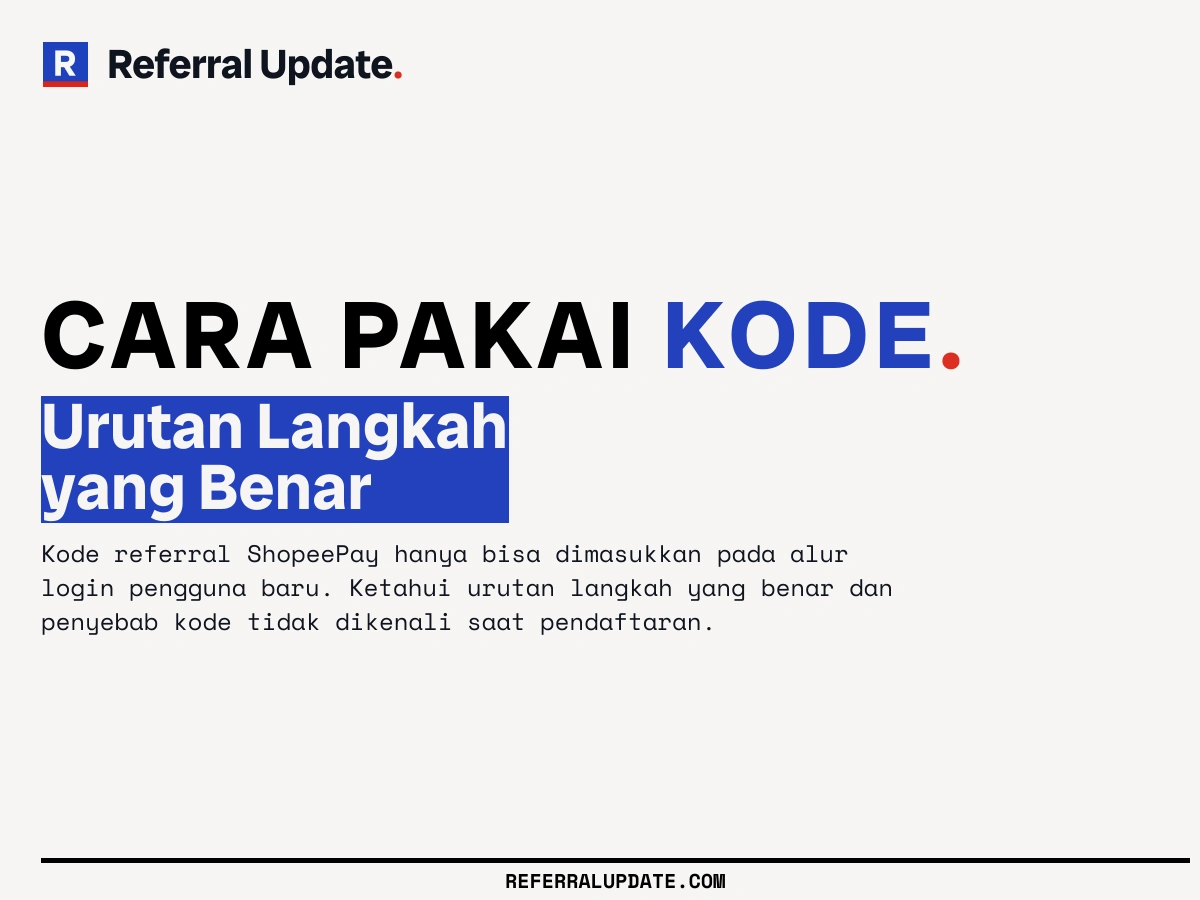 R Referral Update.
CARA PAKAI KODE.
Urutan Langkah
yang Benar
Kode referral ShopeePay hanya bisa dimasukkan pada alur
login pengguna baru. Ketahui urutan langkah yang benar dan
penyebab kode tidak dikenali saat pendaftaran.
REFERRALUPDATE.COM